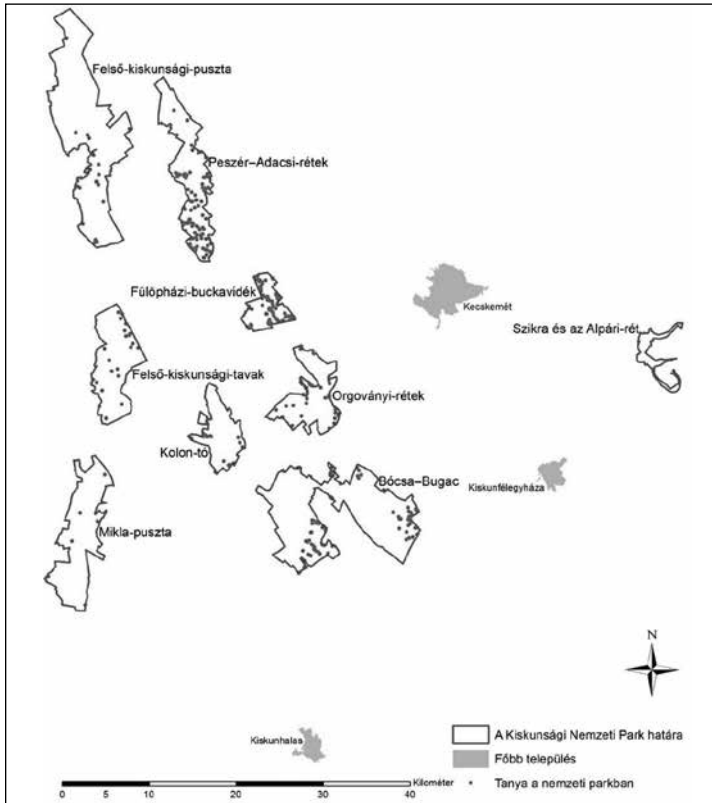 Felső-kiskunsági-puszta
Peszér–Adacsi-rétek
Fülöpházi-buckavidék
Kecskemét
Szikra és az Alpári-rét
Felső-kiskunsági-tavak
Orgoványi-rétek
Kolon-tó
Bócsa–Bugac
Kiskunfélegyháza
Mikla-puszta
N
Kiskunhalas
A Kiskunsági Nemzeti Park határa
Főbb település
Tanya a nemzeti parkban
Kilométer
0 5 10 20 30 40